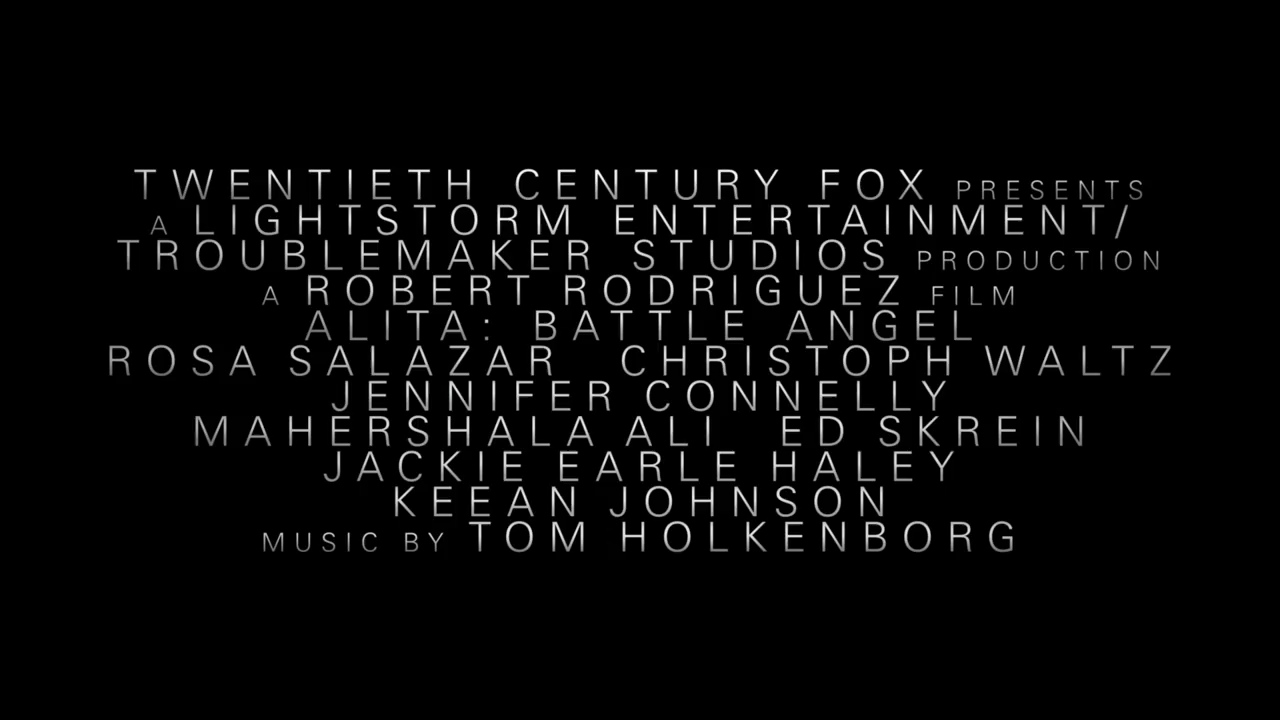 TWENTIETH CENTURY FOX PRESENTS
A LIGHTSTORM ENTERTAINMENT/
TROUBLEMAKER STUDIOS PRODUCTION
A ROBERT RODRIGUEZ FILM
ALITA: BATTLE ANGEL
ROSA SALAZAR CHRISTOPH WALTZ
JENNIFER CONNELLY
MAHERSHALA ALI ED SKREIN
JACKIE EARLE HALEY
KEEAN JOHNSON
MUSIC BY TOM HOLKENBORG